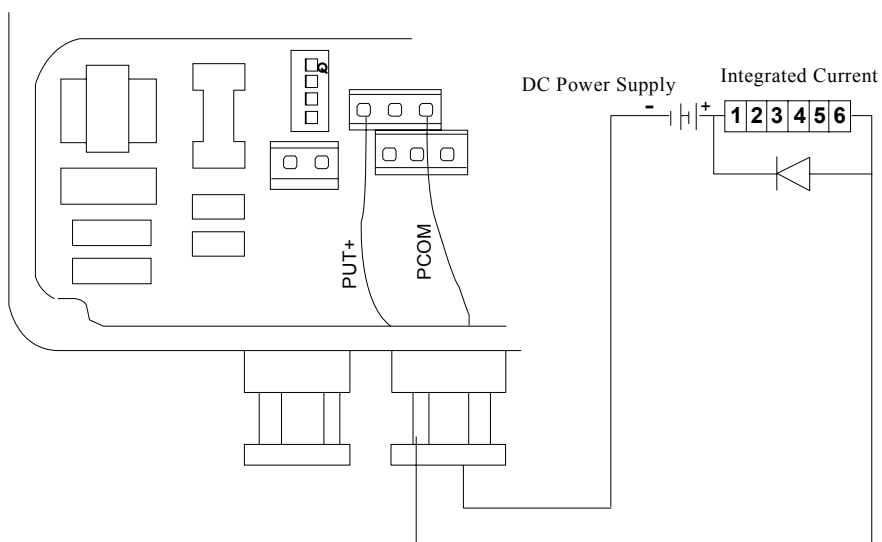 DC Power Supply
Integrated Current
-
+
1 2 3 4 5 6
PUT+
PCOM